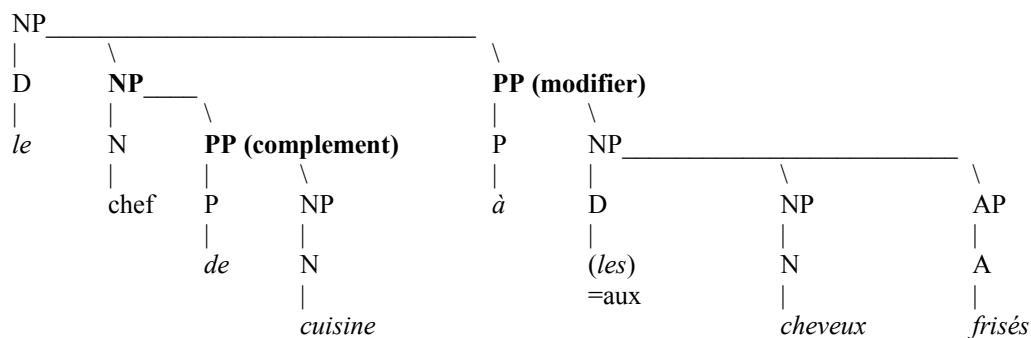 NP
D NP PP (modifier)
le N PP (complement) P NP
chef P NP à D NP AP
de N (les) N A
=aux
cuisine cheveux frisés